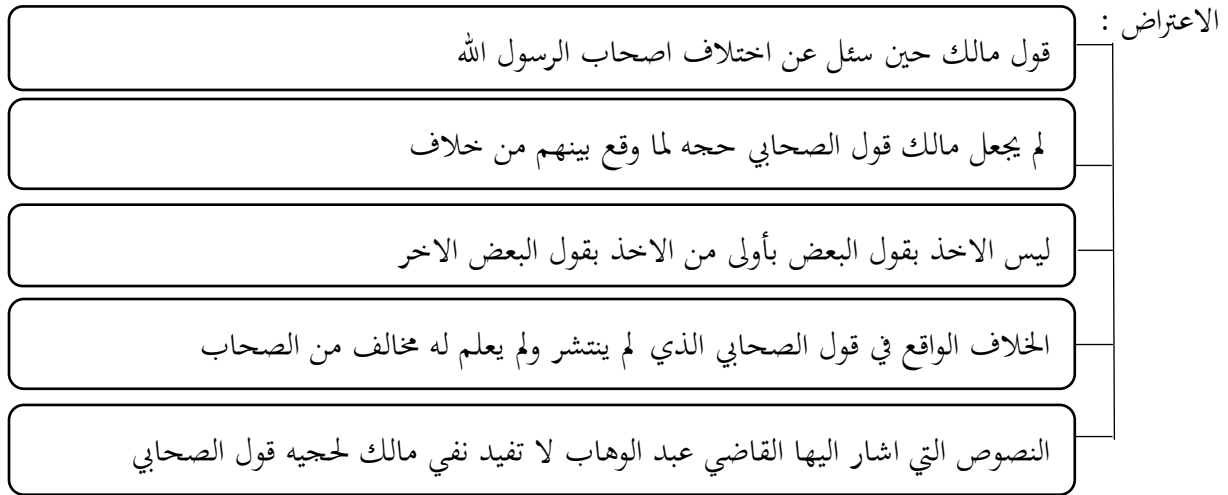 الاعتراض :
قول مالك حين سئل عن اختلاف اصحاب الرسول الله
لم يجعل مالك قول الصحابي حجه لما وقع بينهم من خلاف
ليس الاخذ بقول البعض بأولى من الاخذ بقول البعض الاخر
الخلاف الواقع في قول الصحابي الذي لم ينتشر ولم يعلم له مخالف من الصحاب
النصوص التي اشار اليها القاضي عبد الوهاب لا تفيد نفي مالك لحجيه قول الصحابي